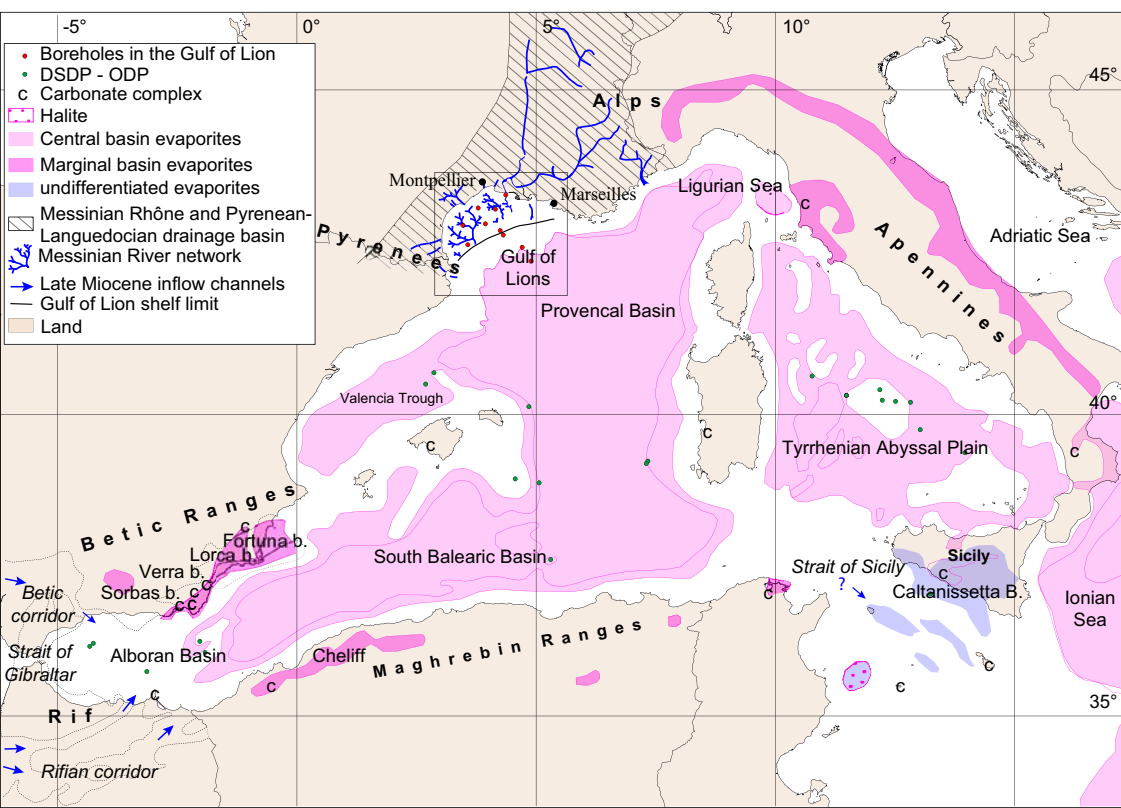 -5°
0°
5°
10°
Boreholes in the Gulf of Lion
DSDP - ODP
c Carbonate complex
Halite
Central basin evaporites
Marginal basin evaporites
undifferentiated evaporites
Messinian Rhône and Pyrenean-
Languedocian drainage basin
Messinian River network
Late Miocene inflow channels
Gulf of Lion shelf limit
Land
45°
Alps
Montpellier
Marseilles
Ligurian Sea
c
Pyrenees
Apennines
Adriatic Sea
Gulf of
Lions
Provencal Basin
Valencia Trough
40°
c
c
c
Tyrrhenian Abyssal Plain
Betic Ranges
c
Fortuna b.
Lorca b.
Verra b.
Sorbas b.
c
c
c
c
South Balearic Basin
Strait of Sicily
?
Sicily
c
Caltanissetta B.
c
Ionian
Sea
Betic
corridor
Strait of
Gibraltar
Alboran Basin
Cheliff
Maghrebin Ranges
c
c
c
c
35°
Rif
Rifian corridor